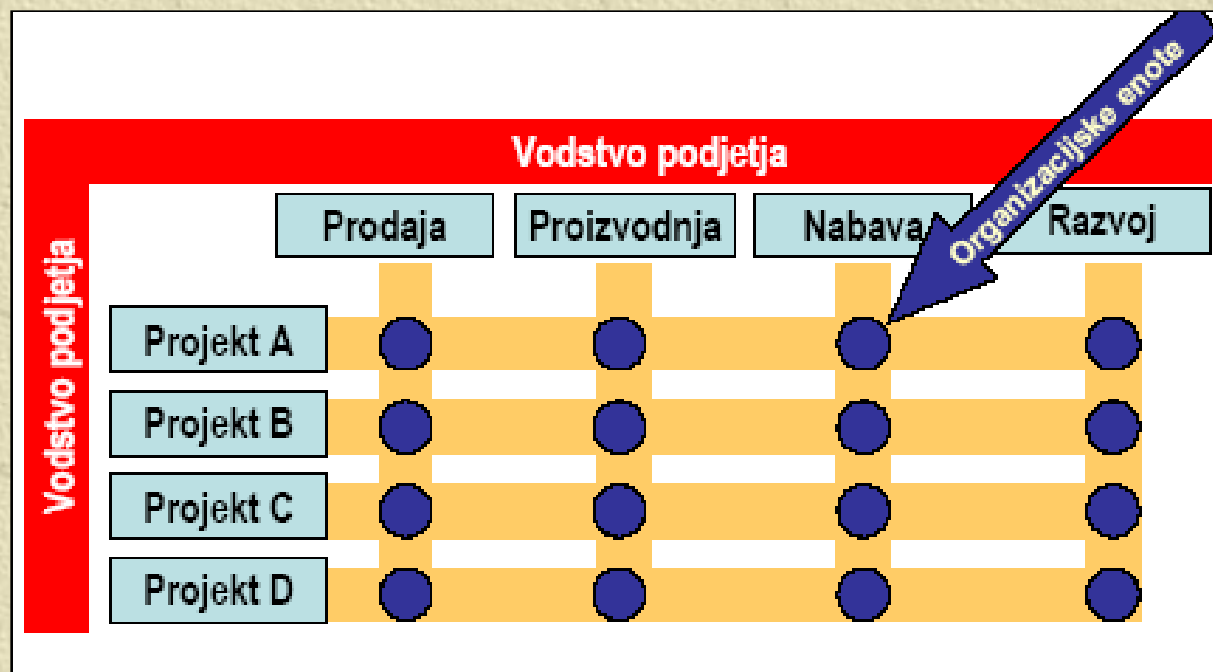 Organizacijske enote
Vodstvo podjetja
Vodstvo podjetja
Prodaja
Proizvodnja
Nabava
Razvoj
Projekt A
Projekt B
Projekt C
Projekt D